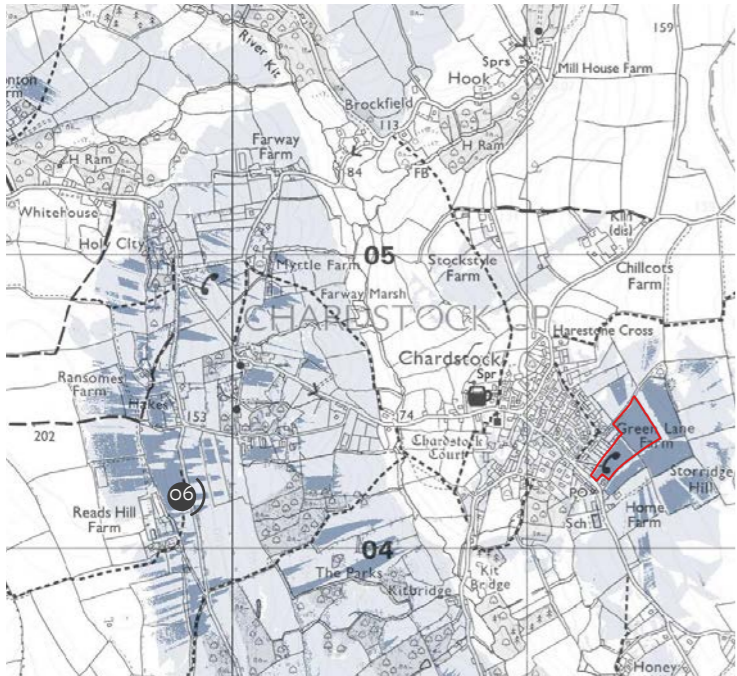 159
River Kit
Hook
Sprs
Mill House Farm
Brockfield
113
H Ram
Farway
Farm
84
FB
H Ram
Whitehouse
Holy City
Kiln
(dis)
05
Myrtle Farm
Stockstyle
Farm
Chillcots
Farm
Farway Marsh
CHARDSTOCK CP
Harestone Cross
Chardstock
Spr
Ransomes
Farm
Hakes
153
74
202
Green Lane
Farm
Chardstock
Court
Storridge
Hill
06
PO
Sch
Home
Farm
Reads Hill
Farm
04
The Parks
Kitbridge
Kit
Bridge
Honey